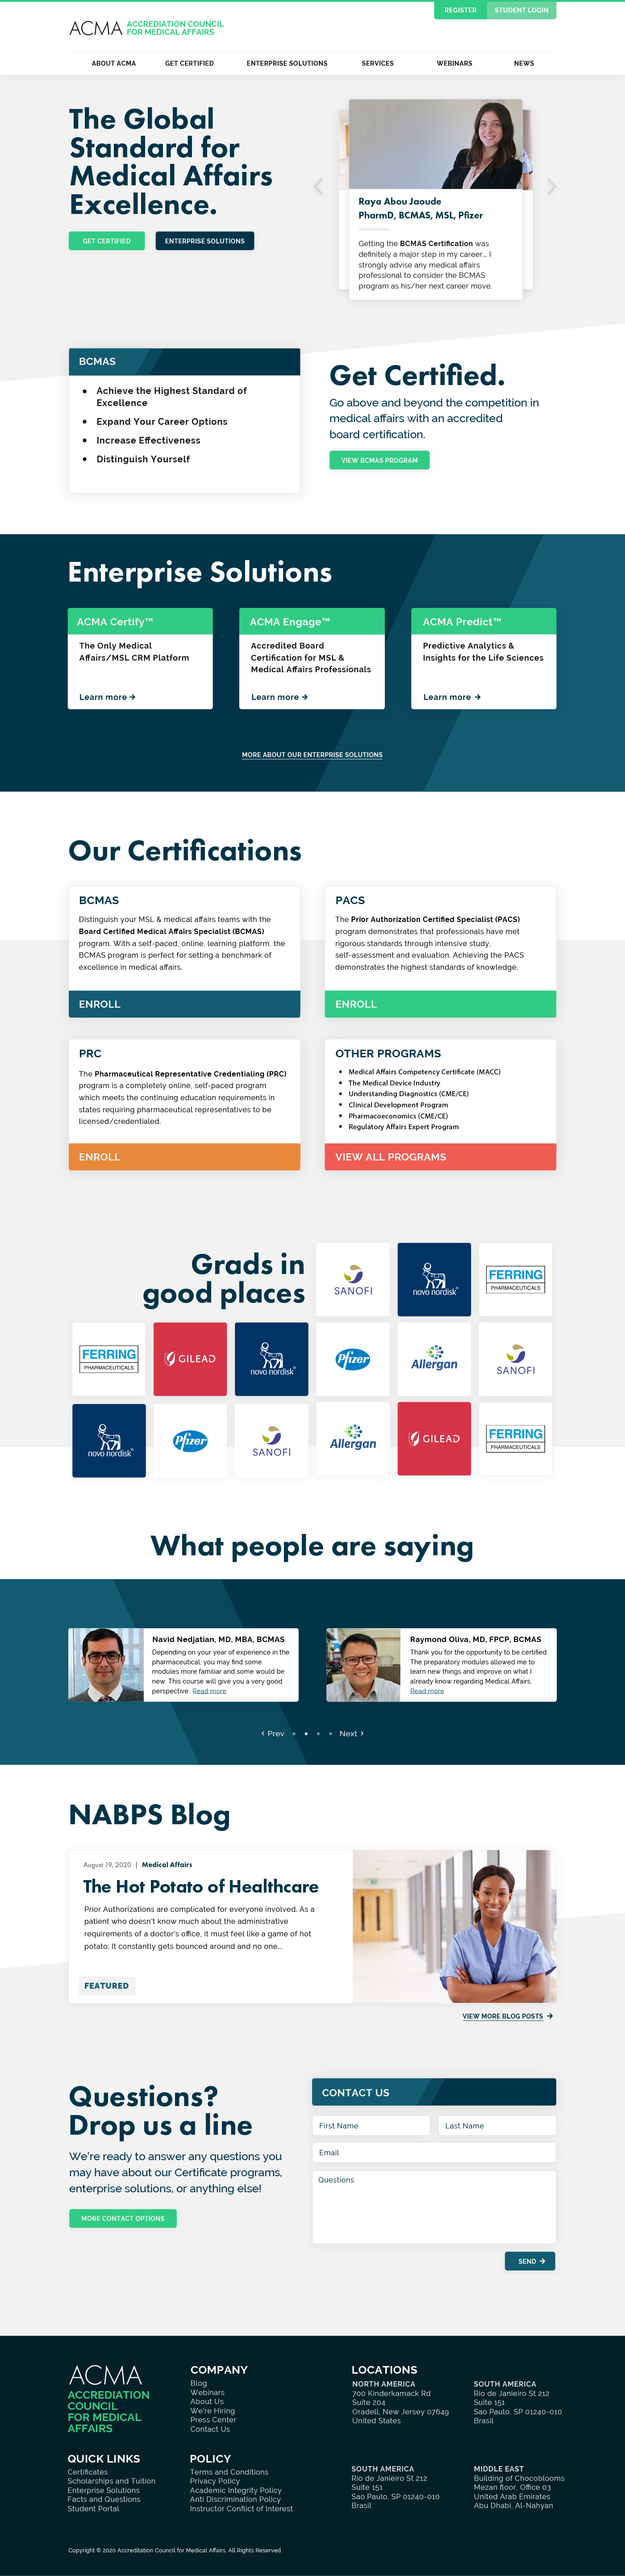 REGISTER
STUDENT LOGIN
ACMA
ACCREDIATION COUNCIL
FOR MEDICAL AFFAIRS
ABOUT ACMA
GET CERTIFIED
ENTERPRISE SOLUTIONS
SERVICES
WEBINARS
NEWS
The Global
Standard for
Medical Affairs
Excellence.
GET CERTIFIED
ENTERPRISE SOLUTIONS
Raya Abou Jaoude
PharmD, BCMAS, MSL, Pfizer
Getting the BCMAS Certification was
definitely a major step in my career... I
strongly advise any medical affairs
professional to consider the BCMAS
program as his/her next career move.
BCMAS
• Achieve the Highest Standard of
Excellence
• Expand Your Career Options
• Increase Effectiveness
• Distinguish Yourself
Get Certified.
Go above and beyond the competition in
medical affairs with an accredited
board certification.
VIEW BCMAS PROGRAM
Enterprise Solutions
ACMA Certify™
The Only Medical
Affairs/MSL CRM Platform
Learn more →
ACMA Engage™
Accredited Board
Certification for MSL &
Medical Affairs Professionals
Learn more →
ACMA Predict™
Predictive Analytics &
Insights for the Life Sciences
Learn more →
MORE ABOUT OUR ENTERPRISE SOLUTIONS
Our Certifications
BCMAS
Distinguish your MSL & medical affairs teams with the
Board Certified Medical Affairs Specialist (BCMAS)
program. With a self-paced, online, learning platform, the
BCMAS program is perfect for setting a benchmark of
excellence in medical affairs.
ENROLL
PACS
The Prior Authorization Certified Specialist (PACS)
program demonstrates that professionals have met
rigorous standards through intensive study,
self-assessment and evaluation. Achieving the PACS
demonstrates the highest standards of knowledge.
ENROLL
PRC
The Pharmaceutical Representative Credentialing (PRC)
program is a completely online, self-paced program
which meets the continuing education requirements in
states requiring pharmaceutical representatives to be
licensed/credentialed.
ENROLL
OTHER PROGRAMS
• Medical Affairs Competency Certificate (MACC)
• The Medical Device Industry
• Understanding Diagnostics (CME/CE)
• Clinical Development Program
• Pharmacoeconomics (CME/CE)
• Regulatory Affairs Expert Program
VIEW ALL PROGRAMS
Grads in
good places
SANOFI
novo nordisk®
FERRING
PHARMACEUTICALS
FERRING
PHARMACEUTICALS
GILEAD
novo nordisk®
Pfizer
Allergan
SANOFI
novo nordisk®
Pfizer
SANOFI
Allergan
GILEAD
FERRING
PHARMACEUTICALS
What people are saying
Navid Nedjatian, MD, MBA, BCMAS
Depending on your year of experience in the
pharmaceutical, you may find some
modules more familiar and some would be
new. This course will give you a very good
perspective. Read more
Raymond Oliva, MD, FPCP, BCMAS
Thank you for the opportunity to be certified.
The preparatory modules allowed me to
learn new things and improve on what I
already know regarding Medical Affairs.
Read more
‹ Prev
Next ›
NABPS Blog
August 19, 2020 | Medical Affairs
The Hot Potato of Healthcare
Prior Authorizations are complicated for everyone involved. As a
patient who doesn't know much about the administrative
requirements of a doctor's office, it must feel like a game of hot
potato; It constantly gets bounced around and no one...
FEATURED
VIEW MORE BLOG POSTS →
Questions?
Drop us a line
We're ready to answer any questions you
may have about our Certificate programs,
enterprise solutions, or anything else!
MORE CONTACT OPTIONS
CONTACT US
First Name
Last Name
Email
Questions
SEND →
ACMA
ACCREDIATION
COUNCIL
FOR MEDICAL
AFFAIRS
COMPANY
Blog
Webinars
About Us
We're Hiring
Press Center
Contact Us
LOCATIONS
NORTH AMERICA
700 Kinderkamack Rd
Suite 204
Oradell, New Jersey 07649
United States
SOUTH AMERICA
Rio de Janieiro St 212
Suite 151
Sao Paulo, SP 01240-010
Brasil
QUICK LINKS
Certificates
Scholarships and Tuition
Enterprise Solutions
Facts and Questions
Student Portal
POLICY
Terms and Conditions
Privacy Policy
Academic Integrity Policy
Anti Discrimination Policy
Instructor Conflict of Interest
SOUTH AMERICA
Rio de Janieiro St 212
Suite 151
Sao Paulo, SP 01240-010
Brasil
MIDDLE EAST
Building of Chocoblooms
Mezan floor, Office 03
United Arab Emirates
Abu Dhabi, Al-Nahyan
Copyright © 2020 Accreditation Council for Medical Affairs. All Rights Reserved.